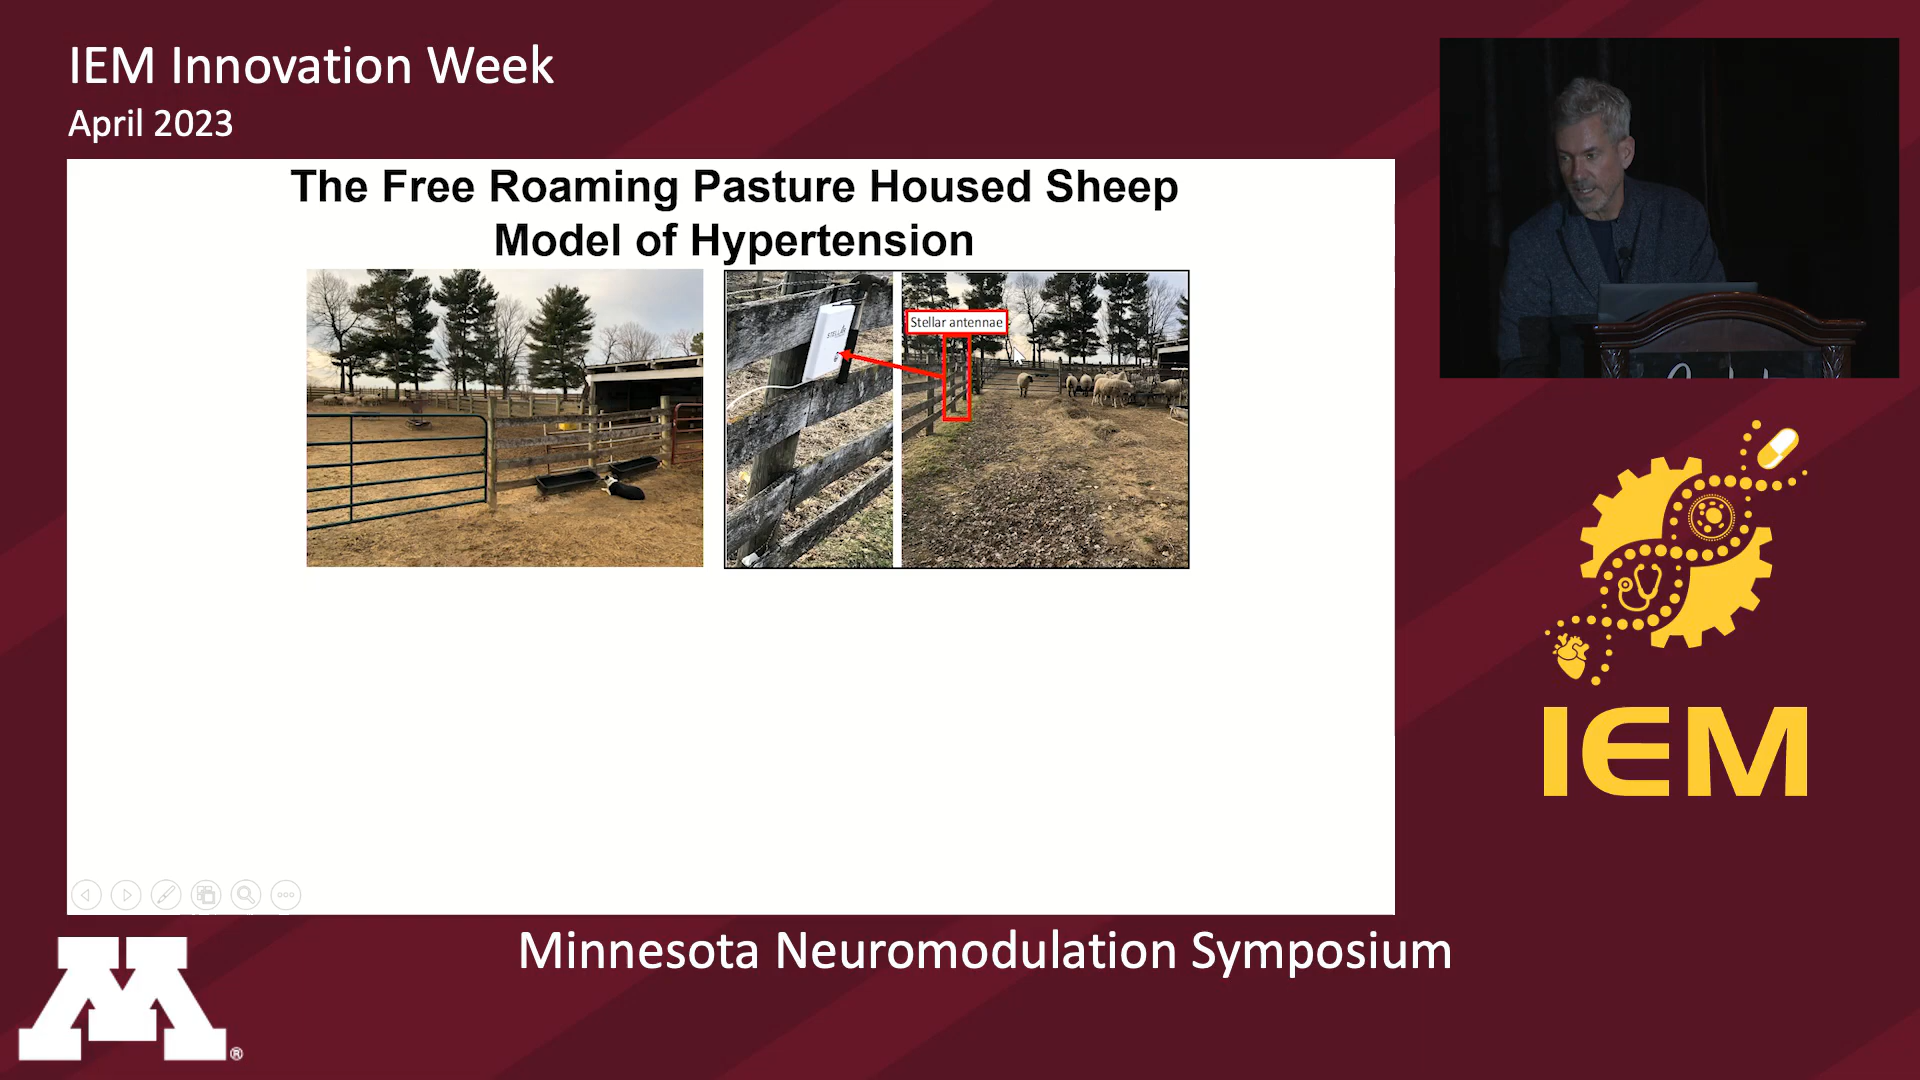 IEM Innovation Week
April 2023
The Free Roaming Pasture Housed Sheep
Model of Hypertension
STELLAR
Stellar antennae
IEM
Minnesota Neuromodulation Symposium
M
®